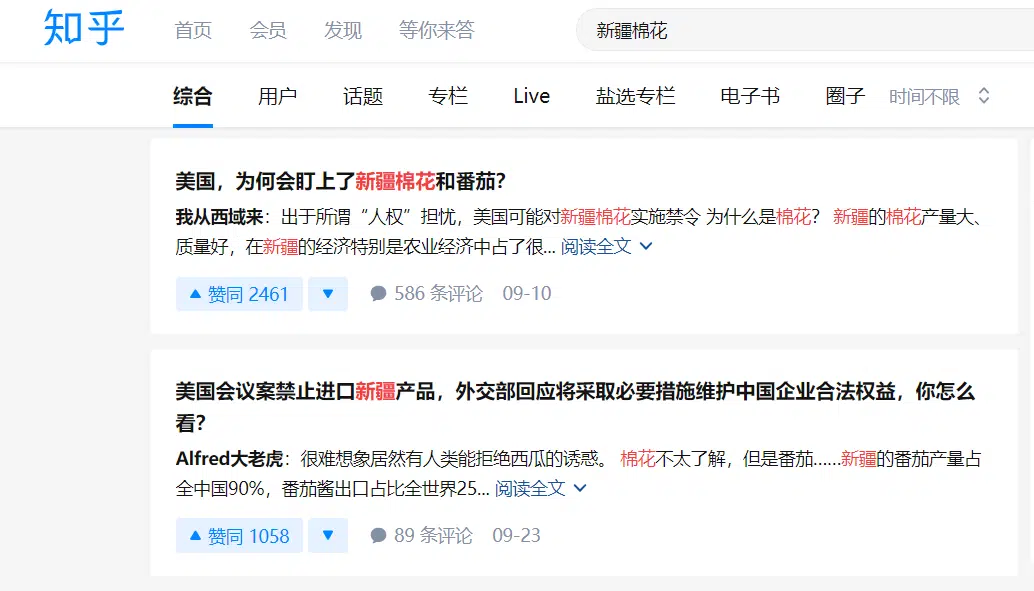 知乎 首页 会员 发现 等你来答 新疆棉花
综合 用户 话题 专栏 Live 盐选专栏 电子书 圈子 时间不限
美国，为何会盯上了新疆棉花和番茄？
我从西域来：出于所谓“人权”担忧，美国可能对新疆棉花实施禁令 为什么是棉花？ 新疆的棉花产量大、
质量好，在新疆的经济特别是农业经济中占了很... 阅读全文
赞同 2461 586 条评论 09-10
美国会议案禁止进口新疆产品，外交部回应将采取必要措施维护中国企业合法权益，你怎么
看？
Alfred大老虎：很难想象居然有人类能拒绝西瓜的诱惑。 棉花不太了解，但是番茄……新疆的番茄产量占
全中国90%，番茄酱出口占比全世界25... 阅读全文
赞同 1058 89 条评论 09-23